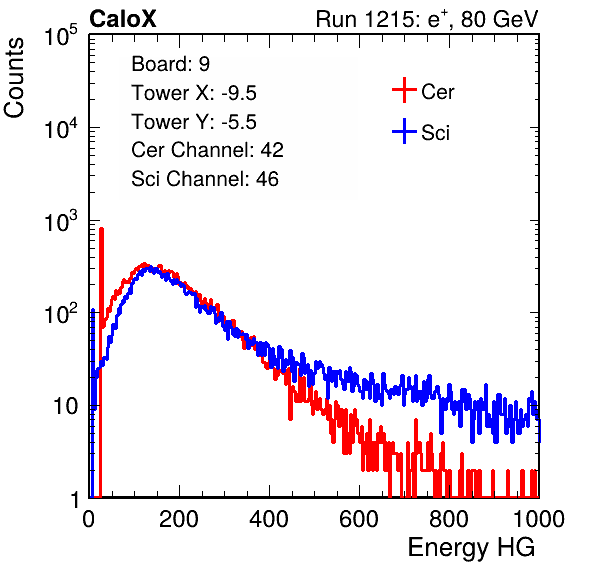 CaloX Run 1215: e⁺, 80 GeV
Counts
10⁵
10⁴
10³
10²
10
1
Board: 9
Tower X: -9.5
Tower Y: -5.5
Cer Channel: 42
Sci Channel: 46
Cer
Sci
0 200 400 600 800 1000
Energy HG